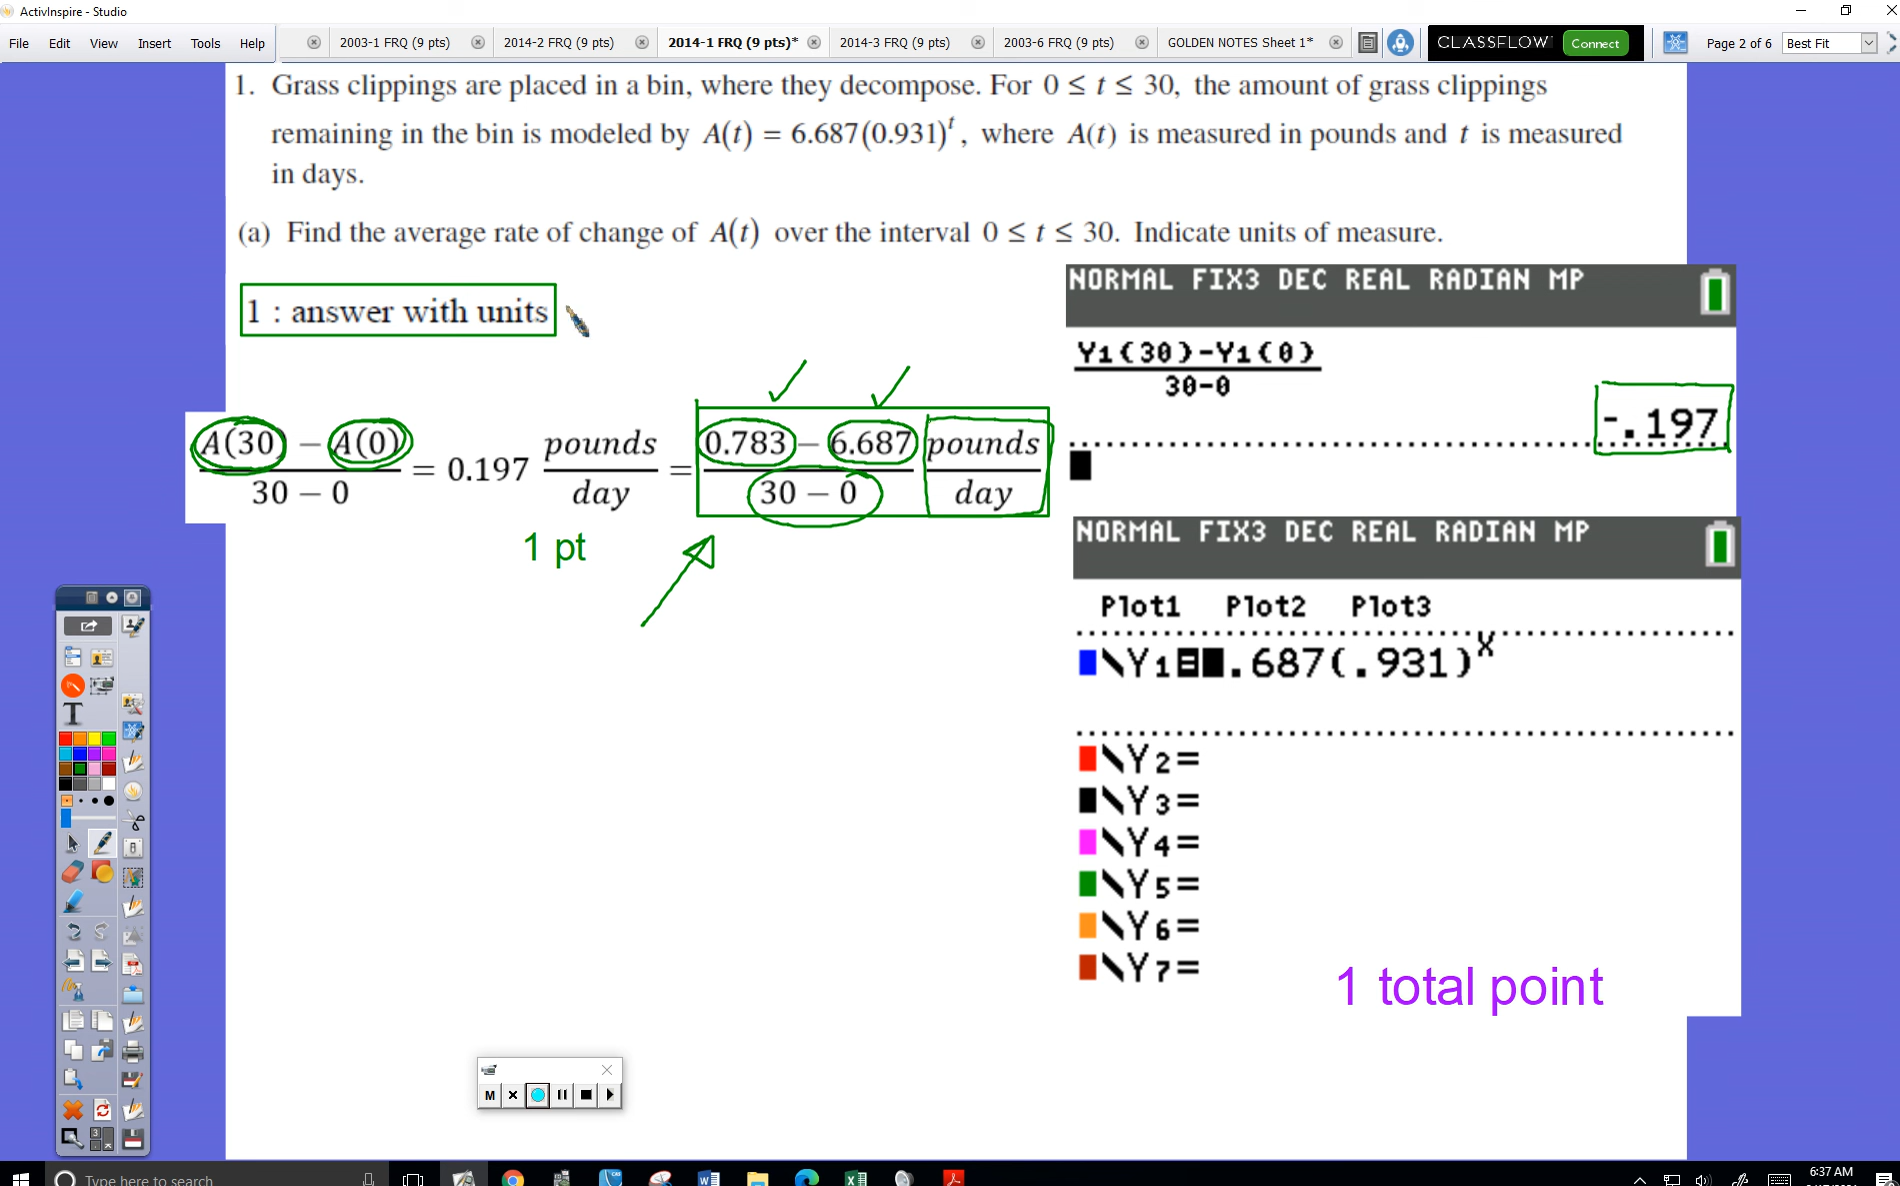 ActivInspire - Studio
File Edit View Insert Tools Help
2003-1 FRQ (9 pts) 2014-2 FRQ (9 pts) 2014-1 FRQ (9 pts)* 2014-3 FRQ (9 pts) 2003-6 FRQ (9 pts) GOLDEN NOTES Sheet 1*
CLASSFLOW Connect Page 2 of 6 Best Fit
1. Grass clippings are placed in a bin, where they decompose. For 0 ≤ t ≤ 30, the amount of grass clippings
remaining in the bin is modeled by A(t) = 6.687(0.931)^t, where A(t) is measured in pounds and t is measured
in days.
(a) Find the average rate of change of A(t) over the interval 0 ≤ t ≤ 30. Indicate units of measure.
1 : answer with units
A(30) − A(0) / 30 − 0 = 0.197 pounds / day = 0.783 − 6.687 / 30 − 0 pounds / day
1 pt
NORMAL FIX3 DEC REAL RADIAN MP
Y1(30)-Y1(0)
30-0
-.197
NORMAL FIX3 DEC REAL RADIAN MP
Plot1 Plot2 Plot3
\Y1=.687(.931)^X
\Y2=
\Y3=
\Y4=
\Y5=
\Y6=
\Y7=
1 total point
T
M
Type here to search
6:37 AM